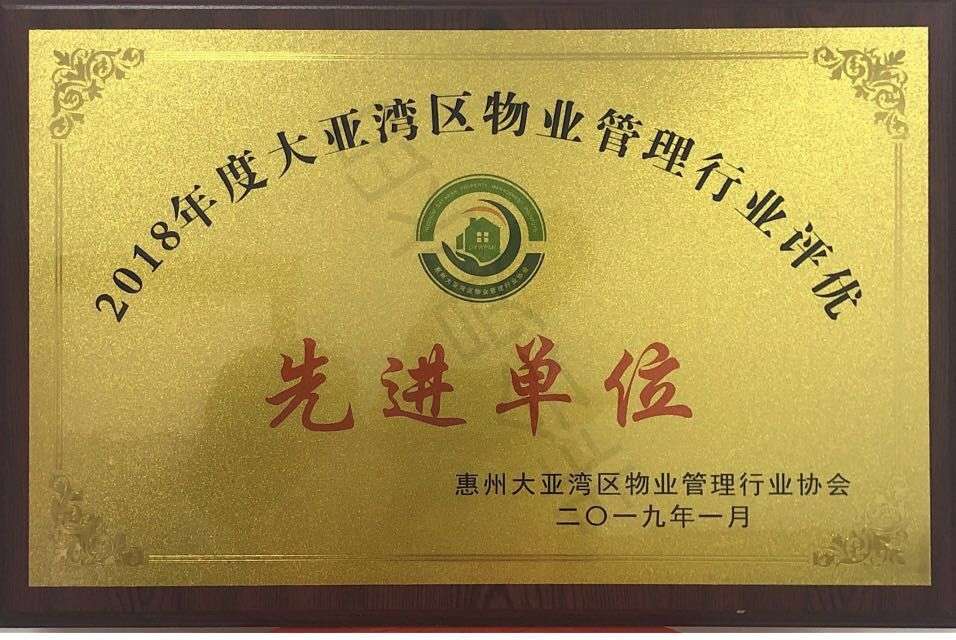 2018年度大亚湾区物业管理行业评优
先进单位
惠州大亚湾区物业管理行业协会
二〇一九年一月